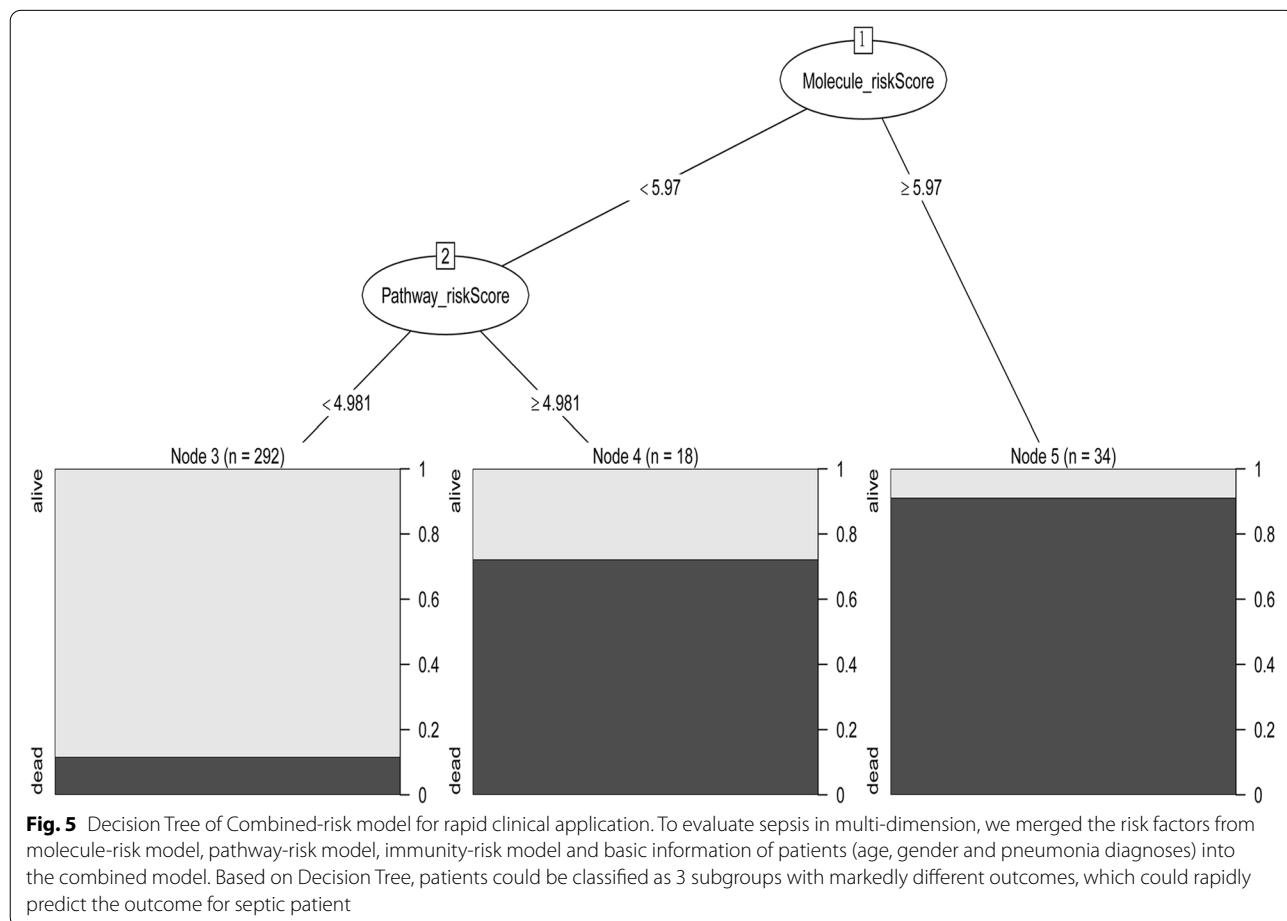 1
Molecule_riskScore
< 5.97
≥ 5.97
2
Pathway_riskScore
< 4.981
≥ 4.981
Node 3 (n = 292)
alive
dead
1
0.8
0.6
0.4
0.2
0
Node 4 (n = 18)
alive
dead
1
0.8
0.6
0.4
0.2
0
Node 5 (n = 34)
alive
dead
1
0.8
0.6
0.4
0.2
0
Fig. 5 Decision Tree of Combined-risk model for rapid clinical application. To evaluate sepsis in multi-dimension, we merged the risk factors from
molecule-risk model, pathway-risk model, immunity-risk model and basic information of patients (age, gender and pneumonia diagnoses) into
the combined model. Based on Decision Tree, patients could be classified as 3 subgroups with markedly different outcomes, which could rapidly
predict the outcome for septic patient